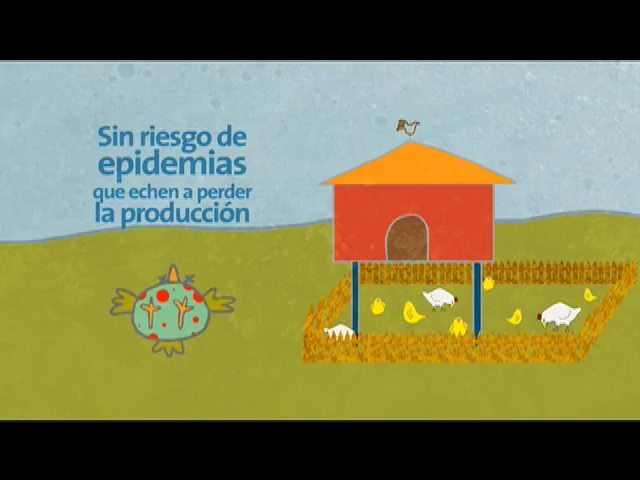 Sin riesgo de
epidemias
que echen a perder
la producción